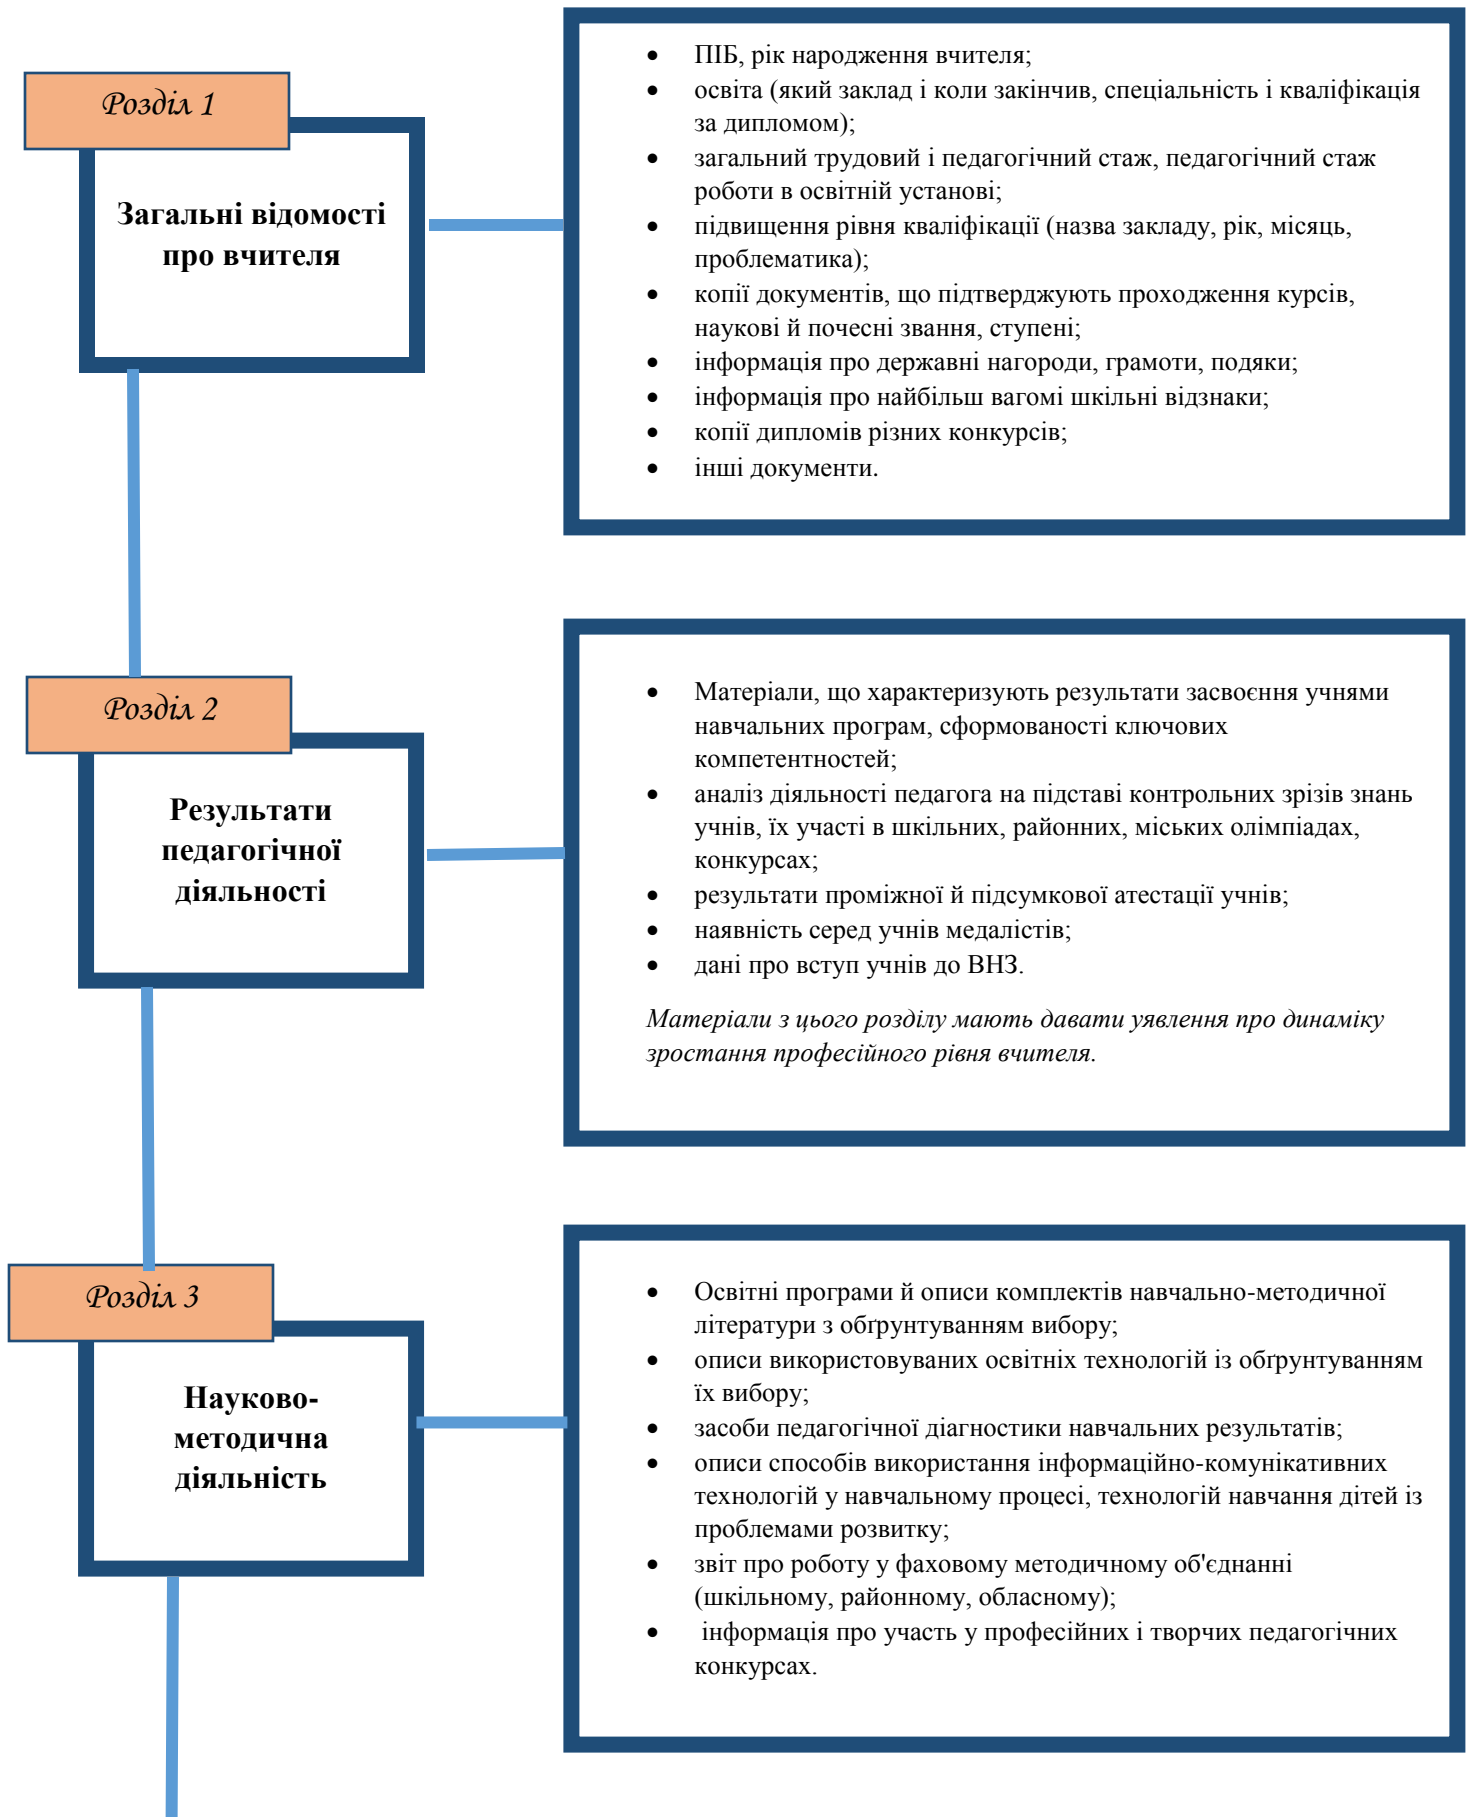 Розділ 1
Загальні відомості
про вчителя
• ПІБ, рік народження вчителя;
• освіта (який заклад і коли закінчив, спеціальність і кваліфікація
за дипломом);
• загальний трудовий і педагогічний стаж, педагогічний стаж
роботи в освітній установі;
• підвищення рівня кваліфікації (назва закладу, рік, місяць,
проблематика);
• копії документів, що підтверджують проходження курсів,
наукові й почесні звання, ступені;
• інформація про державні нагороди, грамоти, подяки;
• інформація про найбільш вагомі шкільні відзнаки;
• копії дипломів різних конкурсів;
• інші документи.
Розділ 2
Результати
педагогічної
діяльності
• Матеріали, що характеризують результати засвоєння учнями
навчальних програм, сформованості ключових
компетентностей;
• аналіз діяльності педагога на підставі контрольних зрізів знань
учнів, їх участі в шкільних, районних, міських олімпіадах,
конкурсах;
• результати проміжної й підсумкової атестації учнів;
• наявність серед учнів медалістів;
• дані про вступ учнів до ВНЗ.
Матеріали з цього розділу мають давати уявлення про динаміку
зростання професійного рівня вчителя.
Розділ 3
Науково-
методична
діяльність
• Освітні програми й описи комплектів навчально-методичної
літератури з обґрунтуванням вибору;
• описи використовуваних освітніх технологій із обґрунтуванням
їх вибору;
• засоби педагогічної діагностики навчальних результатів;
• описи способів використання інформаційно-комунікативних
технологій у навчальному процесі, технологій навчання дітей із
проблемами розвитку;
• звіт про роботу у фаховому методичному об'єднанні
(шкільному, районному, обласному);
• інформація про участь у професійних і творчих педагогічних
конкурсах.